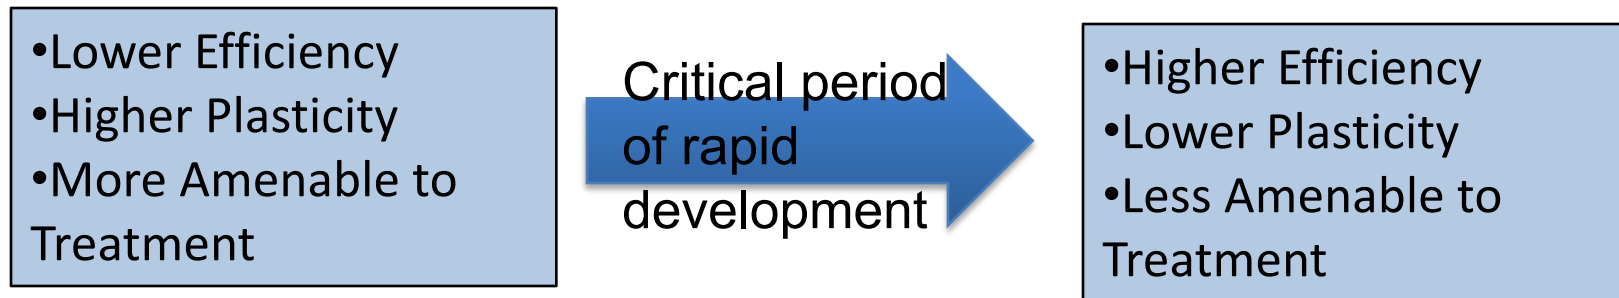 •Lower Efficiency
•Higher Plasticity
•More Amenable to
Treatment
Critical period
of rapid
development
•Higher Efficiency
•Lower Plasticity
•Less Amenable to
Treatment